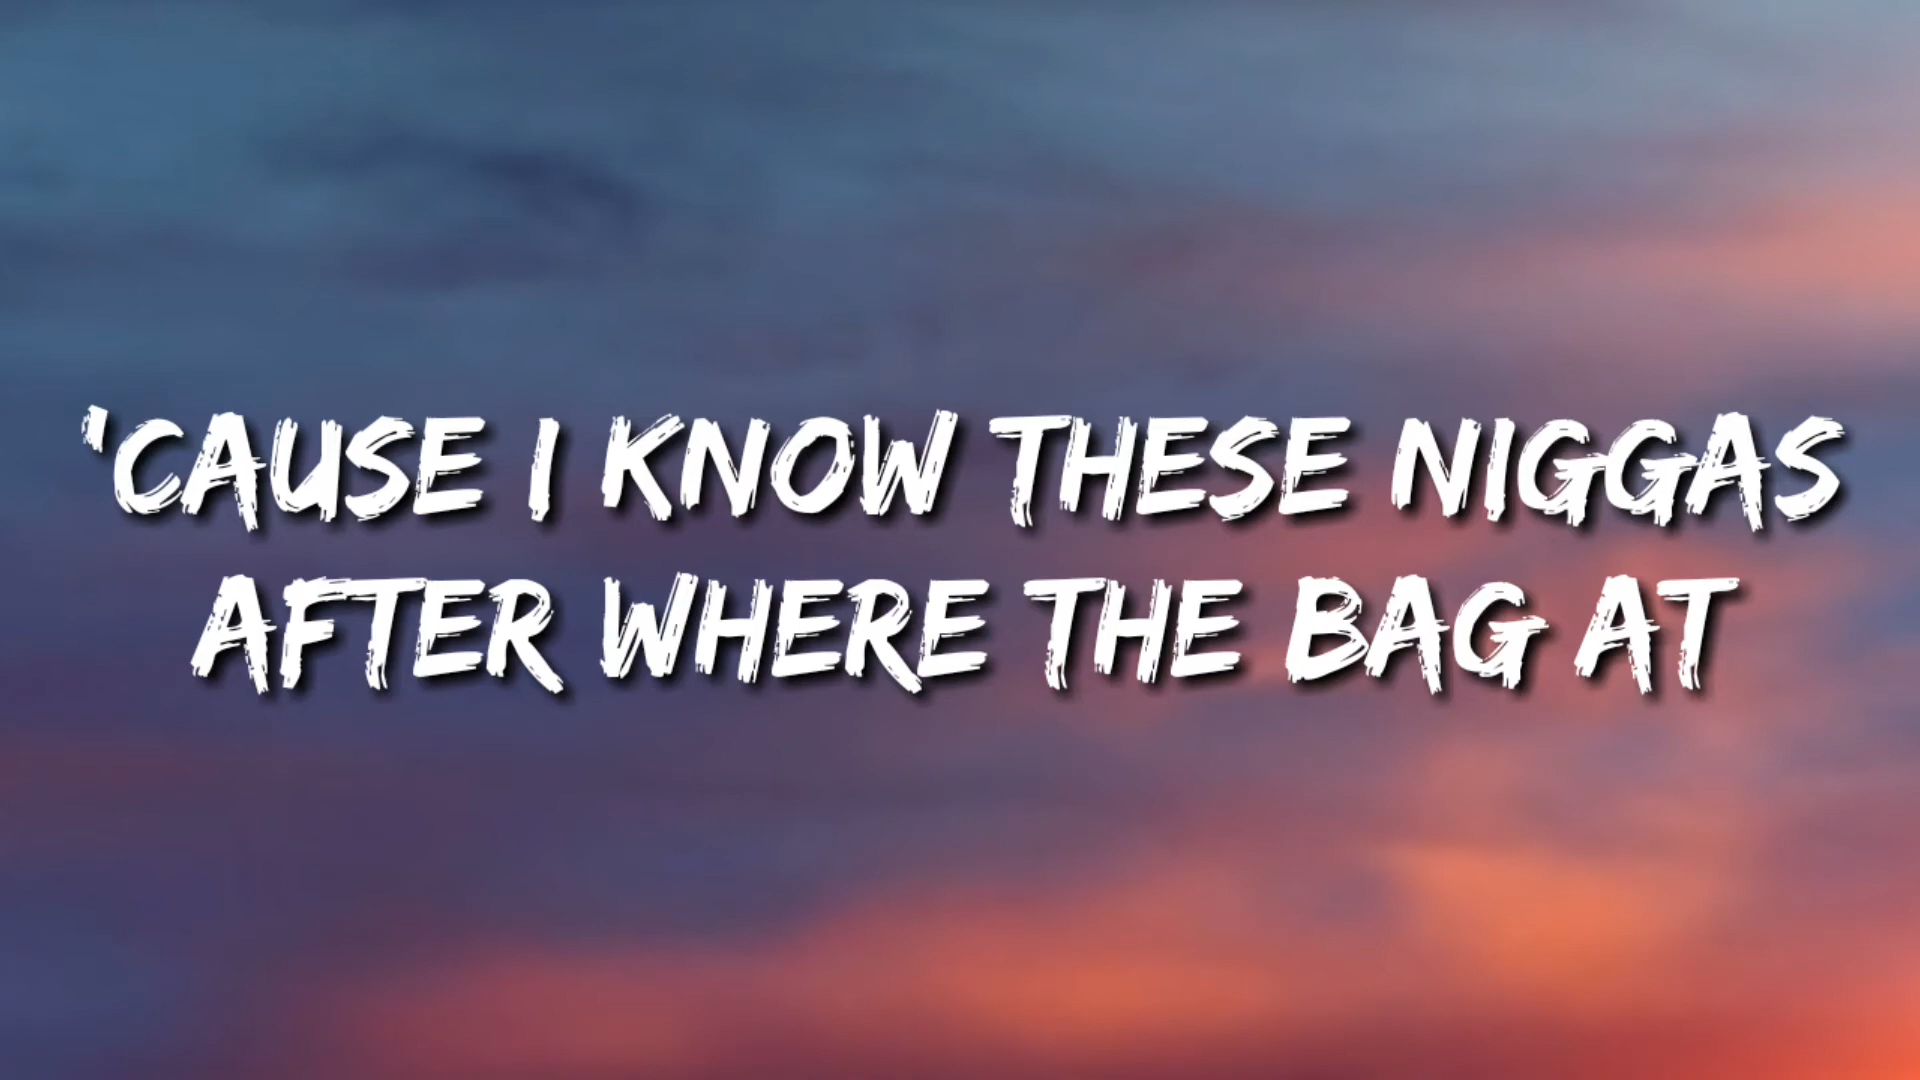 'CAUSE I KNOW THESE NIGGAS
AFTER WHERE THE BAG AT